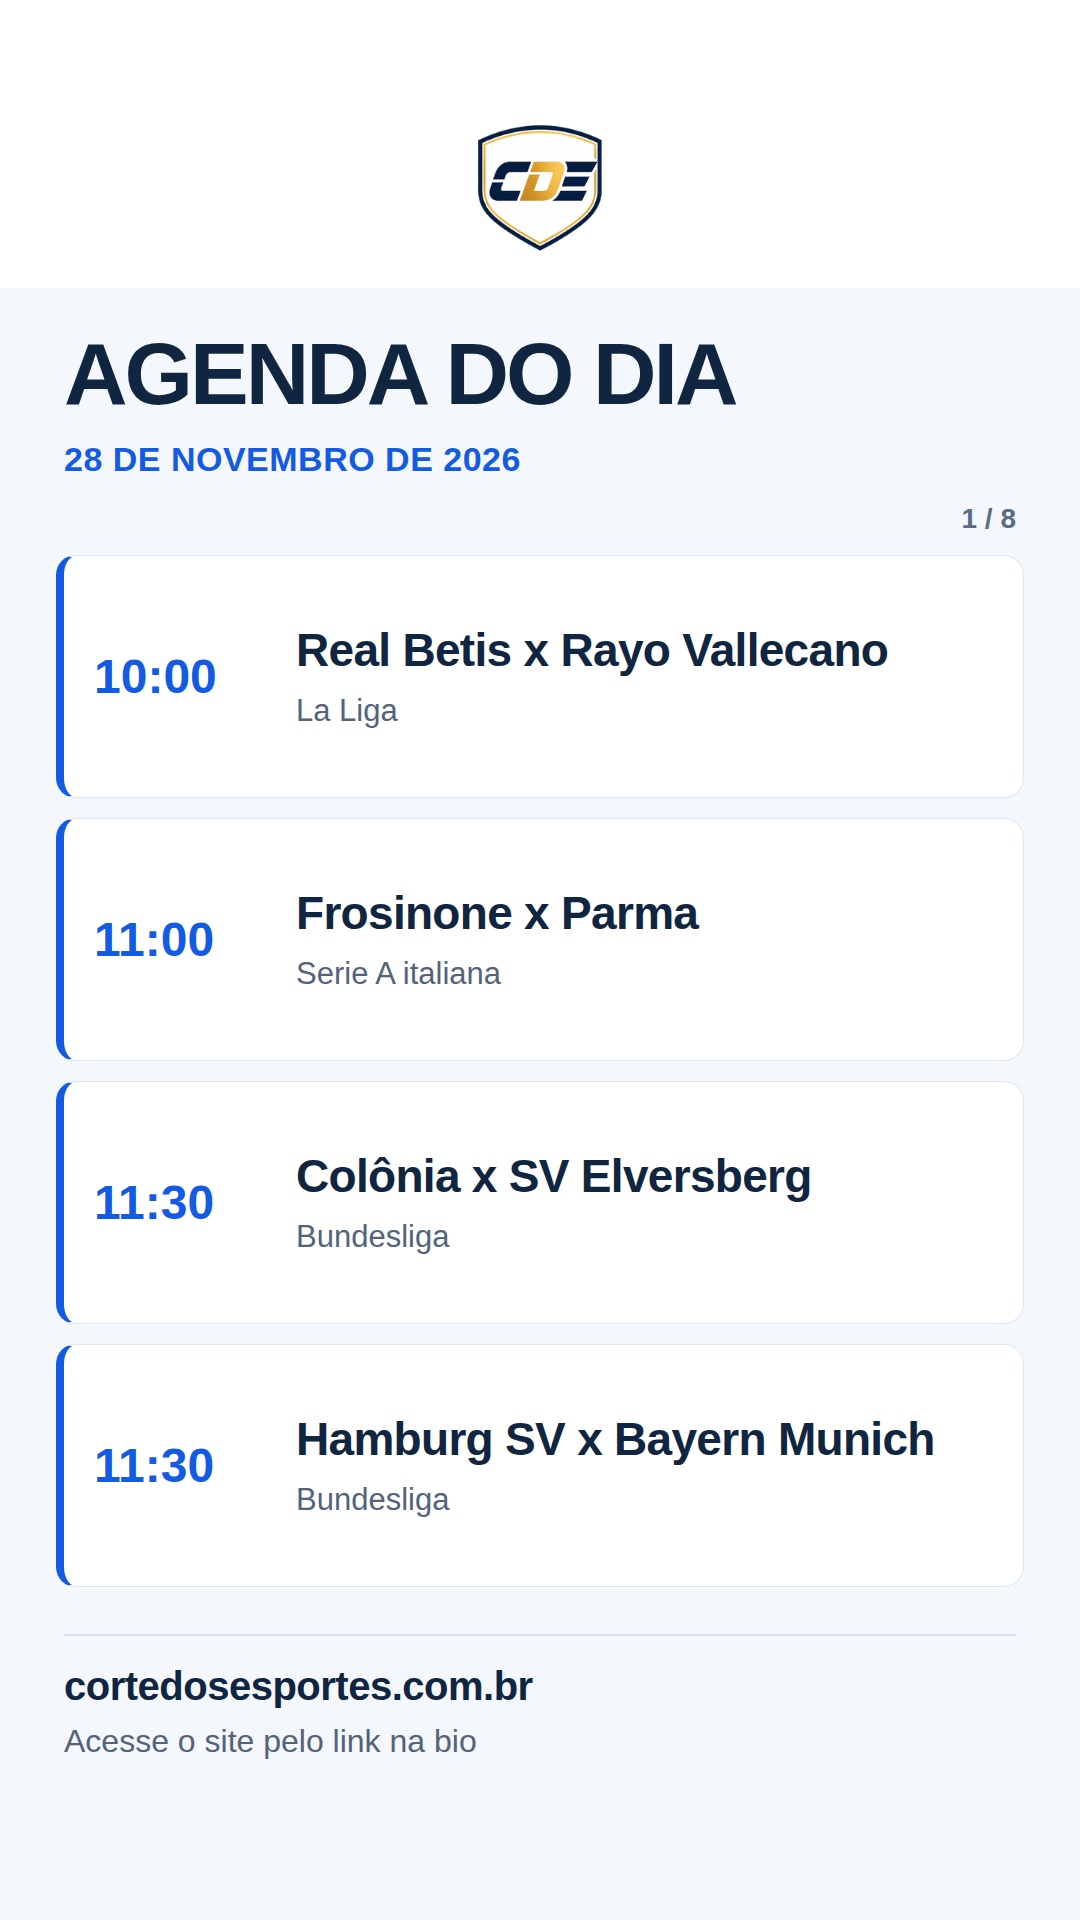 CDE
AGENDA DO DIA
28 DE NOVEMBRO DE 2026
1 / 8
10:00
Real Betis x Rayo Vallecano
La Liga
11:00
Frosinone x Parma
Serie A italiana
11:30
Colônia x SV Elversberg
Bundesliga
11:30
Hamburg SV x Bayern Munich
Bundesliga
cortedosesportes.com.br
Acesse o site pelo link na bio